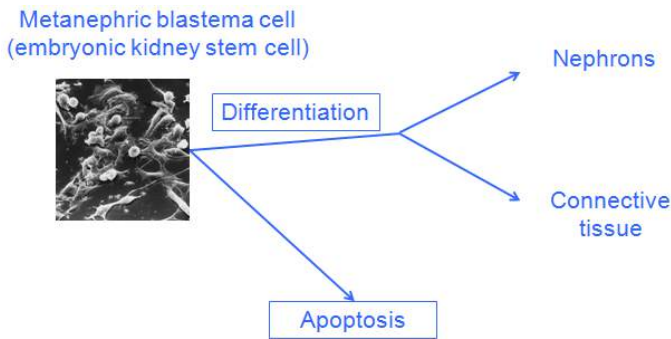 Metanephric blastema cell
(embryonic kidney stem cell)
Nephrons
Differentiation
Connective
tissue
Apoptosis